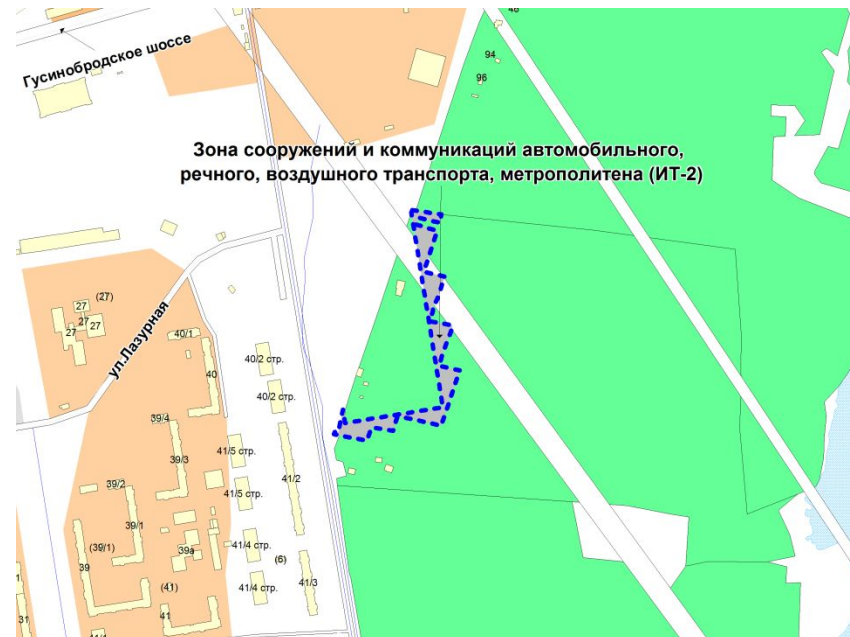 48
Гусинобродское шоссе
94
96
Зона сооружений и коммуникаций автомобильного,
речного, воздушного транспорта, метрополитена (ИТ-2)
(27)
27
27
27
27
ул.Лазурная
40/1
40
40/2 стр.
40/2 стр.
39/4
39/3
41/5 стр.
41/2
39/2
41/5 стр.
39/1
(39/1)
39а
41/4 стр.
(6)
39
(41)
41/4 стр.
41/3
41
31